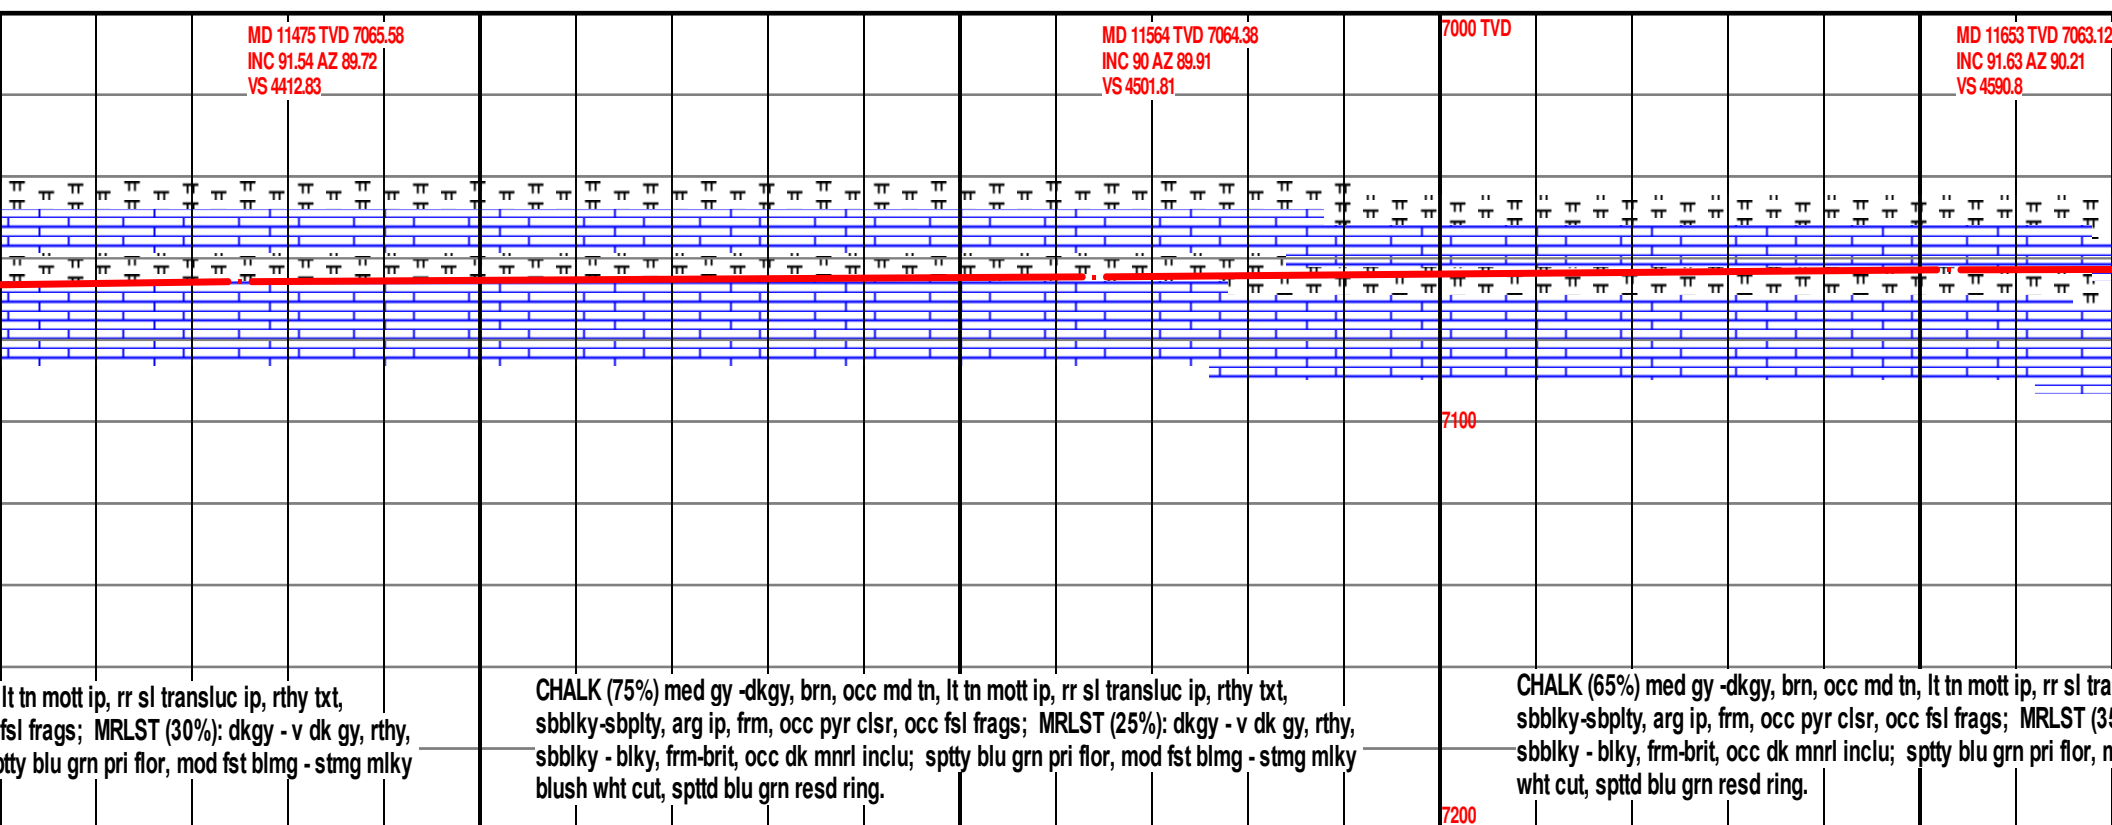 MD 11475 TVD 7065.58
INC 91.54 AZ 89.72
VS 4412.83
MD 11564 TVD 7064.38
INC 90 AZ 89.91
VS 4501.81
7000 TVD
MD 11653 TVD 7063.12
INC 91.63 AZ 90.21
VS 4590.8
7100
lt tn mott ip, rr sl transluc ip, rthy txt,
fsl frags; MRLST (30%): dkgy - v dk gy, rthy,
blu grn pri flor, mod fst blmg - stmg mlky
CHALK (75%) med gy -dkgy, brn, occ md tn, lt tn mott ip, rr sl transluc ip, rthy txt,
sbblky-sbplty, arg ip, frm, occ pyr clsr, occ fsl frags; MRLST (25%): dkgy - v dk gy, rthy,
sbblky - blky, frm-brit, occ dk mnrl inclu; sptty blu grn pri flor, mod fst blmg - stmg mlky
blush wht cut, spttd blu grn resd ring.
CHALK (65%) med gy -dkgy, brn, occ md tn, lt tn mott ip, rr sl
sbblky-sbplty, arg ip, frm, occ pyr clsr, occ fsl frags; MRLST
sbblky - blky, frm-brit, occ dk mnrl inclu; sptty blu grn pri flor,
wht cut, spttd blu grn resd ring.
7200